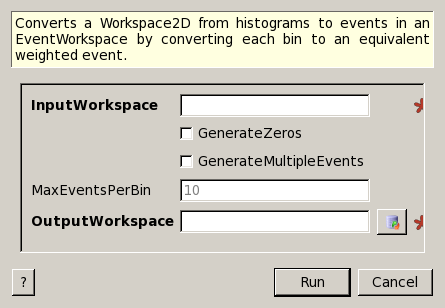 Converts a Workspace2D from histograms to events in an
EventWorkspace by converting each bin to an equivalent
weighted event.
InputWorkspace
GenerateZeros
GenerateMultipleEvents
MaxEventsPerBin 10
OutputWorkspace
? Run Cancel